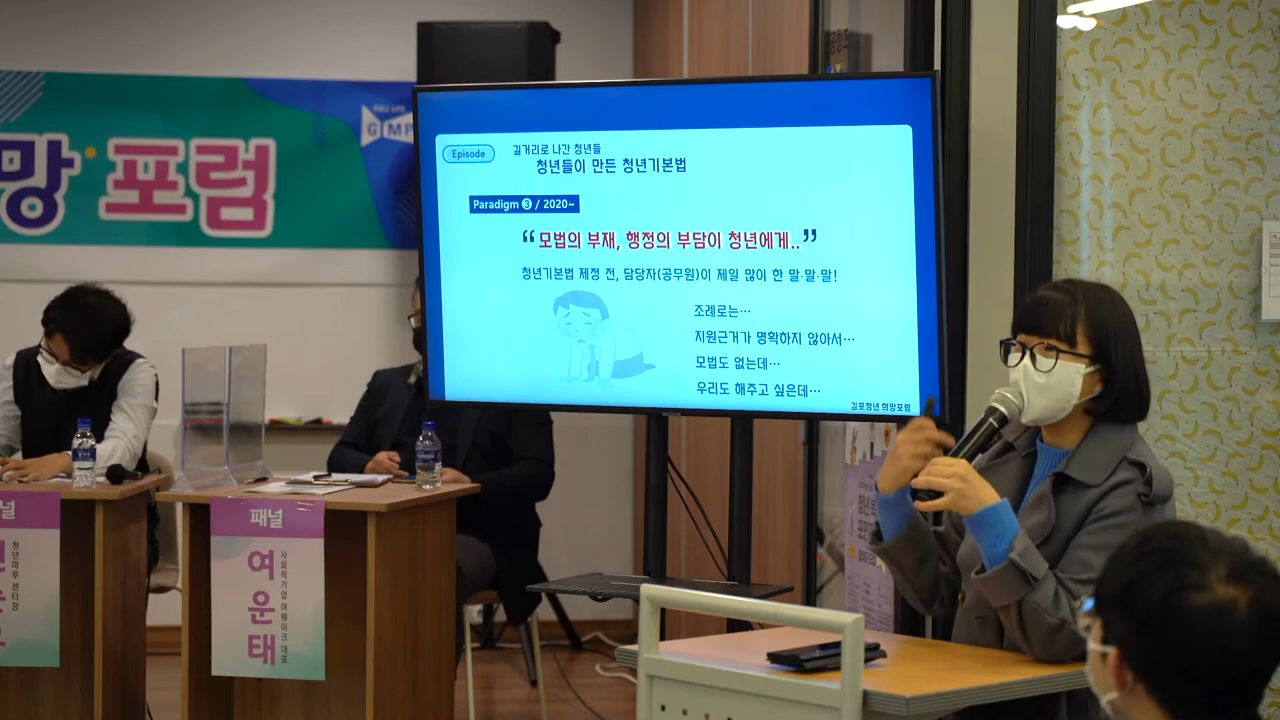 망·포럼
GMP
Episode
길거리로 나간 청년들
청년들이 만든 청년기본법
Paradigm ❸ / 2020~
“ 모법의 부재, 행정의 부담이 청년에게.. ”
청년기본법 제정 전, 담당자(공무원)이 제일 많이 한 말·말·말!
조례로는…
지원근거가 명확하지 않아서…
모법도 없는데…
우리도 해주고 싶은데…
김포청년 희망포럼
널
청년마루 센터장
패널
여운태
사회적기업 어웨이크 대표